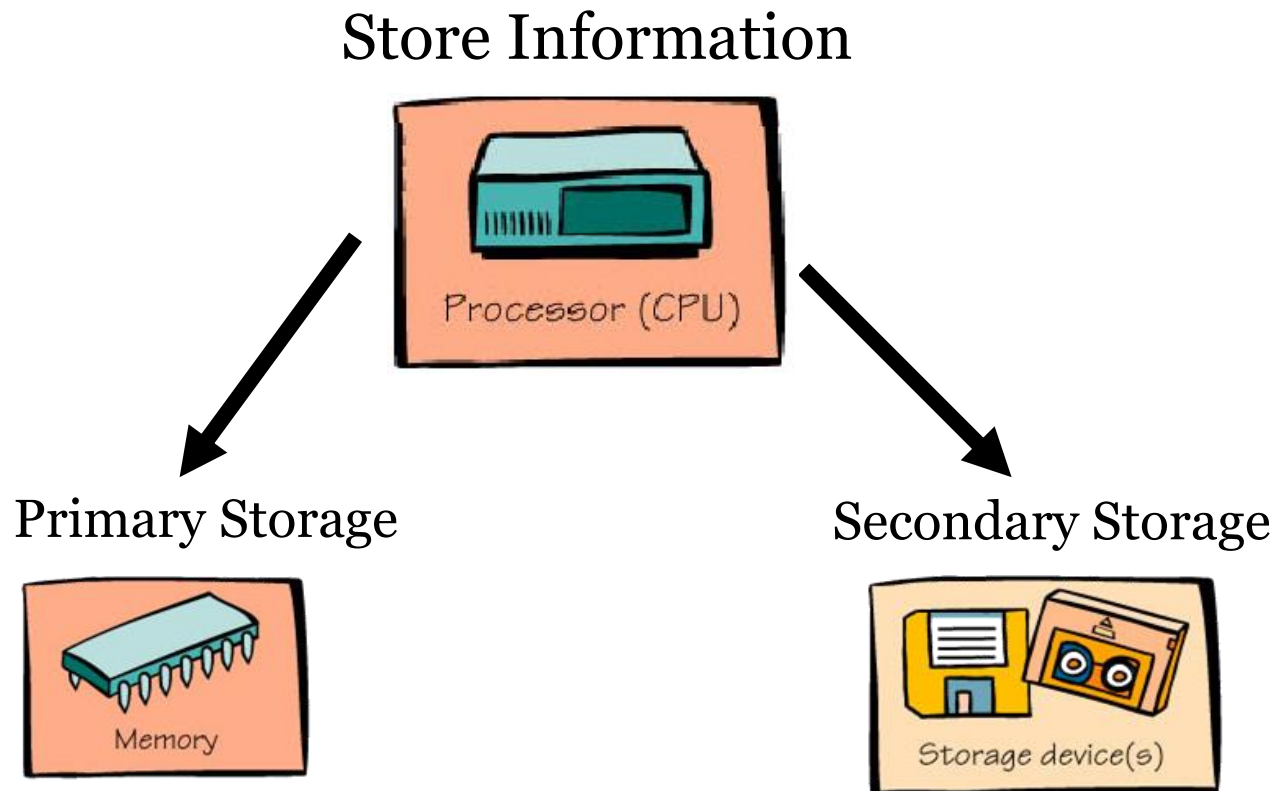 Store Information
Processor (CPU)
Primary Storage
Secondary Storage
Memory
Storage device(s)